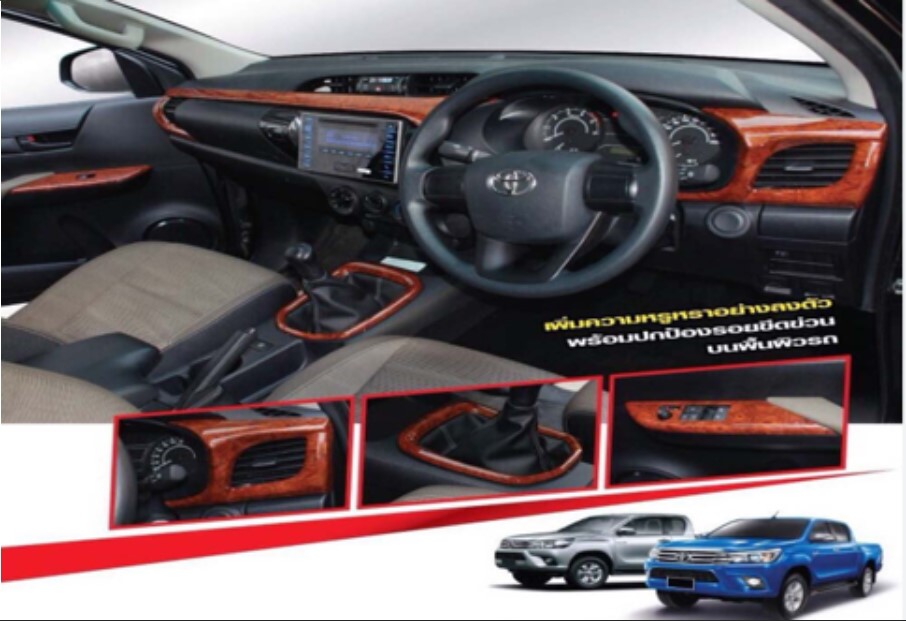 เพิ่มความหรูหราอย่างลงตัว
พร้อมปกป้องรอยขีดข่วน
บนพื้นผิวรถ